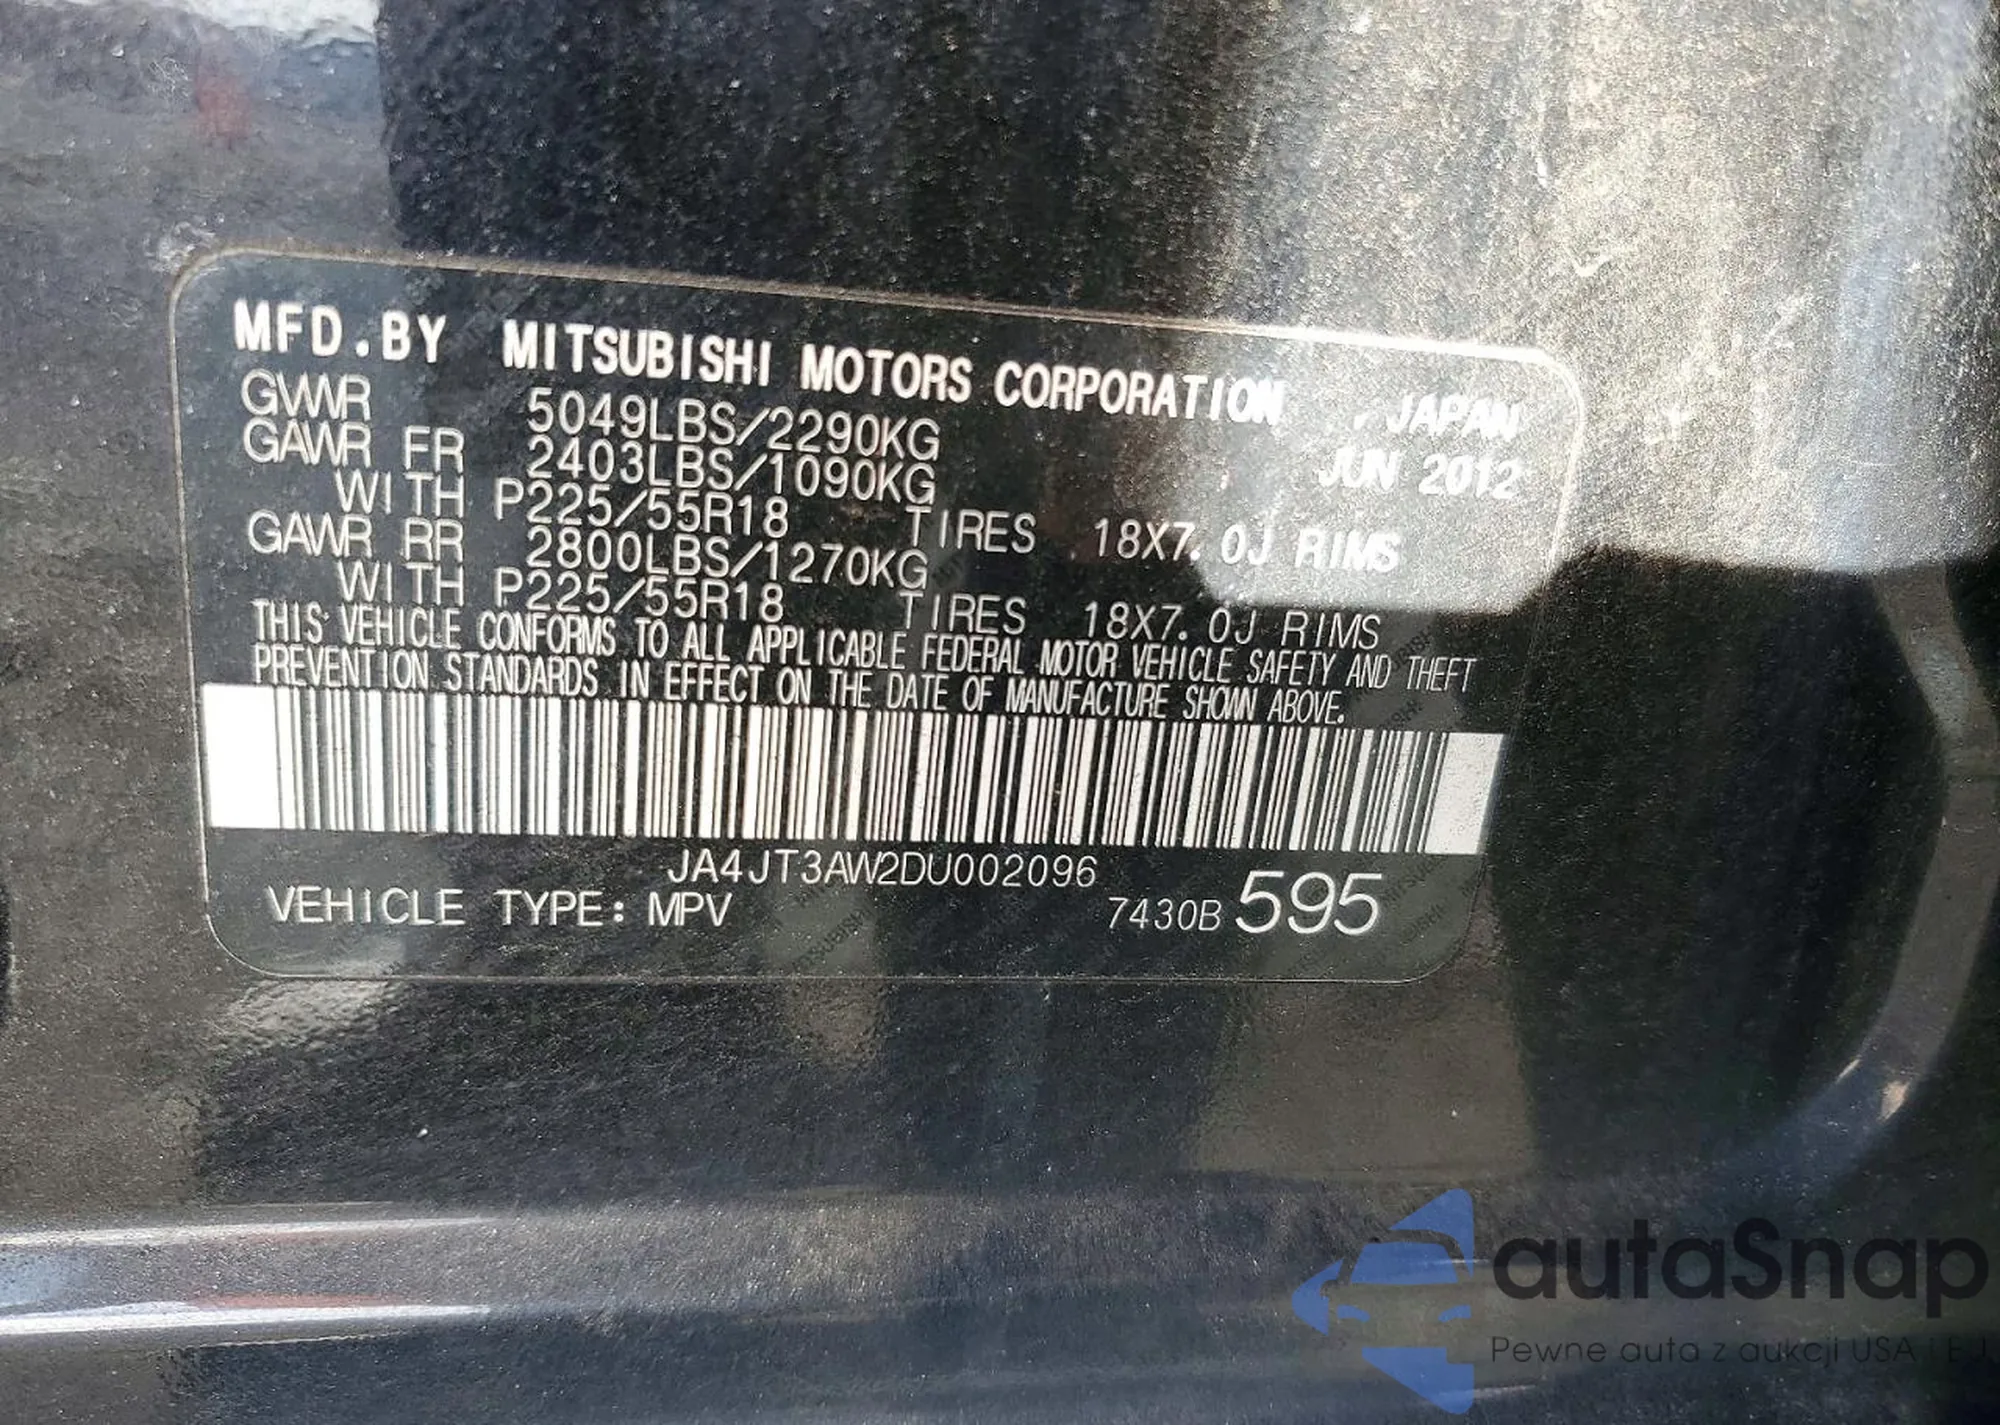 MFD.BY MITSUBISHI MOTORS CORPORATION , JAPAN
GVWR 5049LBS/2290KG JUN 2012
GAWR FR 2403LBS/1090KG
WITH P225/55R18 TIRES 18X7.0J RIMS
GAWR RR 2800LBS/1270KG
WITH P225/55R18 TIRES 18X7.0J RIMS
THIS VEHICLE CONFORMS TO ALL APPLICABLE FEDERAL MOTOR VEHICLE SAFETY AND THEFT
PREVENTION STANDARDS IN EFFECT ON THE DATE OF MANUFACTURE SHOWN ABOVE.
JA4JT3AW2DU002096
VEHICLE TYPE: MPV 7430B 595
autaSnap
Pewne auta z aukcji USA i EU